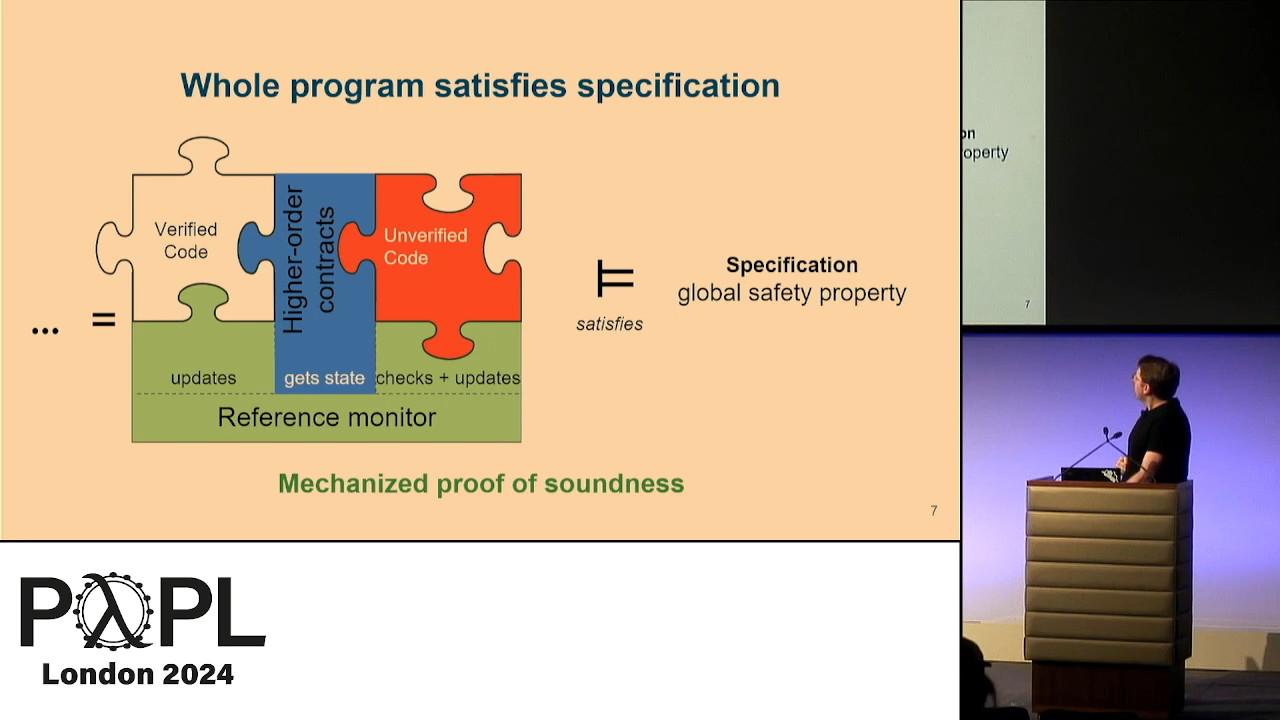 Whole program satisfies specification
Verified
Code
Higher-order
contracts
Unverified
Code
... =
⊨
satisfies
Specification
global safety property
updates
gets state
checks + updates
Reference monitor
Mechanized proof of soundness
7
on
operty
7
PλPL
London 2024